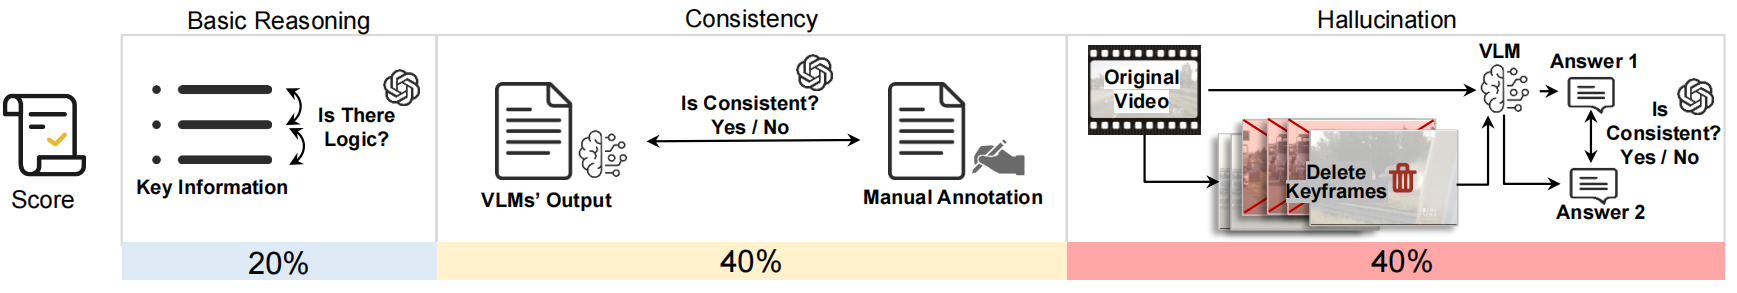 Basic Reasoning
Consistency
Hallucination
Score
Is There
Logic?
Key Information
Is Consistent?
Yes / No
VLMs’ Output
Manual Annotation
Original
Video
VLM
Answer 1
Is
Consistent?
Yes / No
Delete
Keyframes
Answer 2
20%
40%
40%